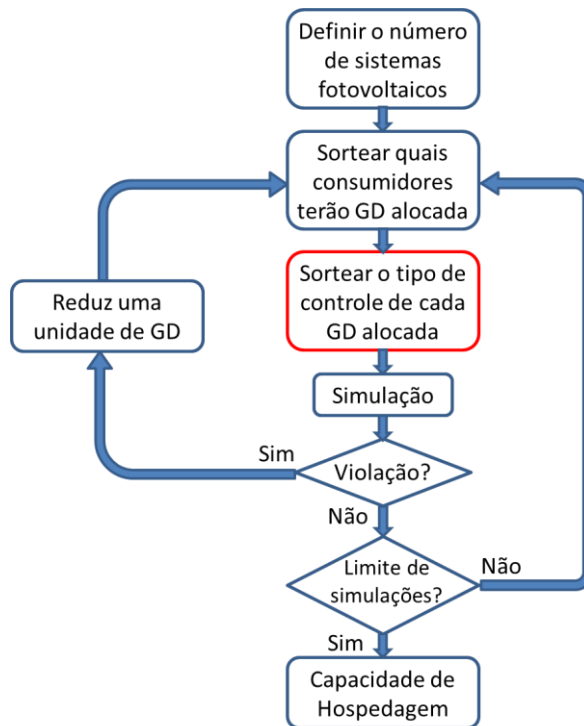 Definir o número
de sistemas
fotovoltaicos
Sortear quais
consumidores
terão GD alocada
Sortear o tipo de
controle de cada
GD alocada
Reduz uma
unidade de GD
Simulação
Sim
Violação?
Não
Limite de
simulações?
Não
Sim
Capacidade de
Hospedagem